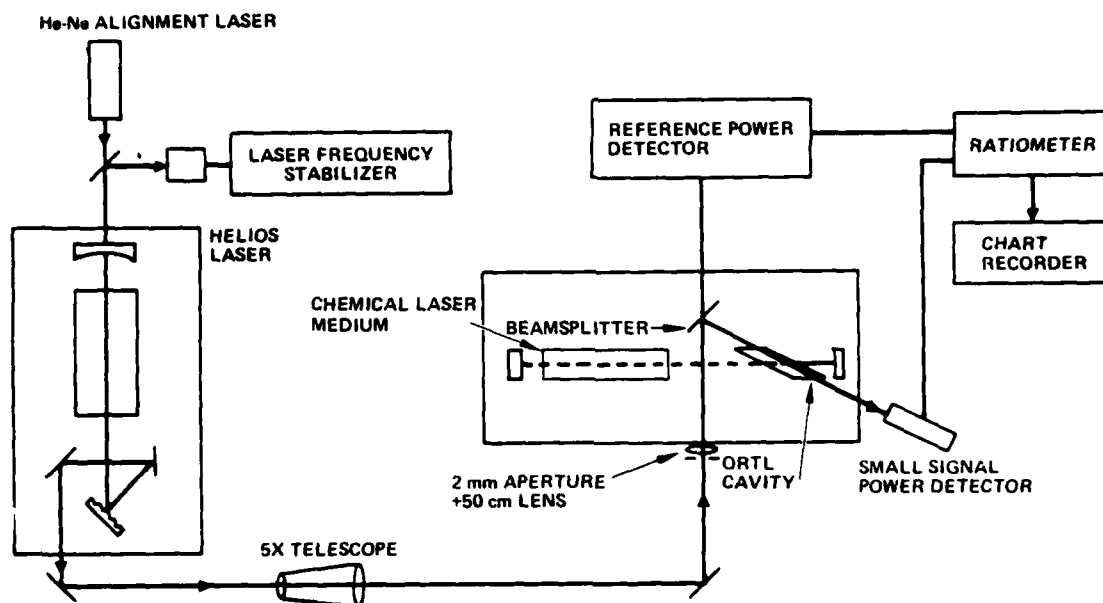 He-Ne ALIGNMENT LASER
LASER FREQUENCY
STABILIZER
REFERENCE POWER
DETECTOR
RATIOMETER
HELIOS
LASER
CHART
RECORDER
CHEMICAL LASER
MEDIUM
BEAMSPLITTER
2 mm APERTURE
+50 cm LENS
ORTL
CAVITY
SMALL SIGNAL
POWER DETECTOR
5X TELESCOPE